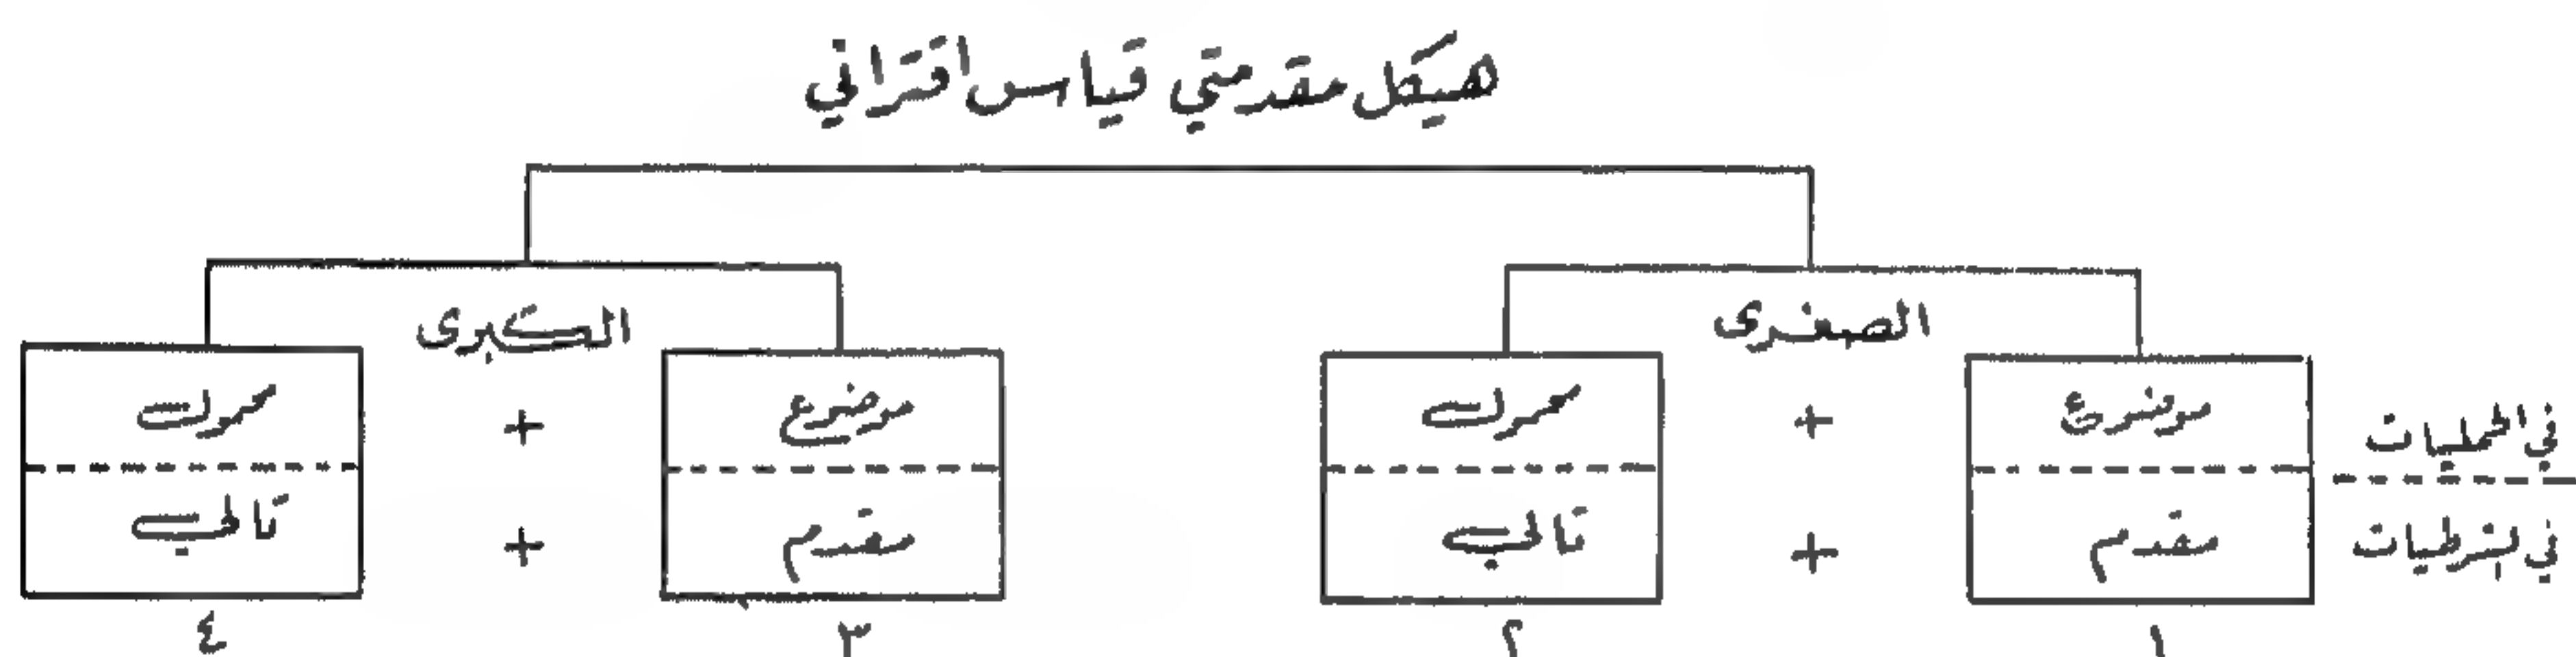 هيكل مقدمتي قياس اقتراني
الصغرى الكبرى
في الحمليات موضوع + محمول موضوع + محمول
في الشرطيات مقدم + تالي مقدم + تالي
١ ٢ ٣ ٤